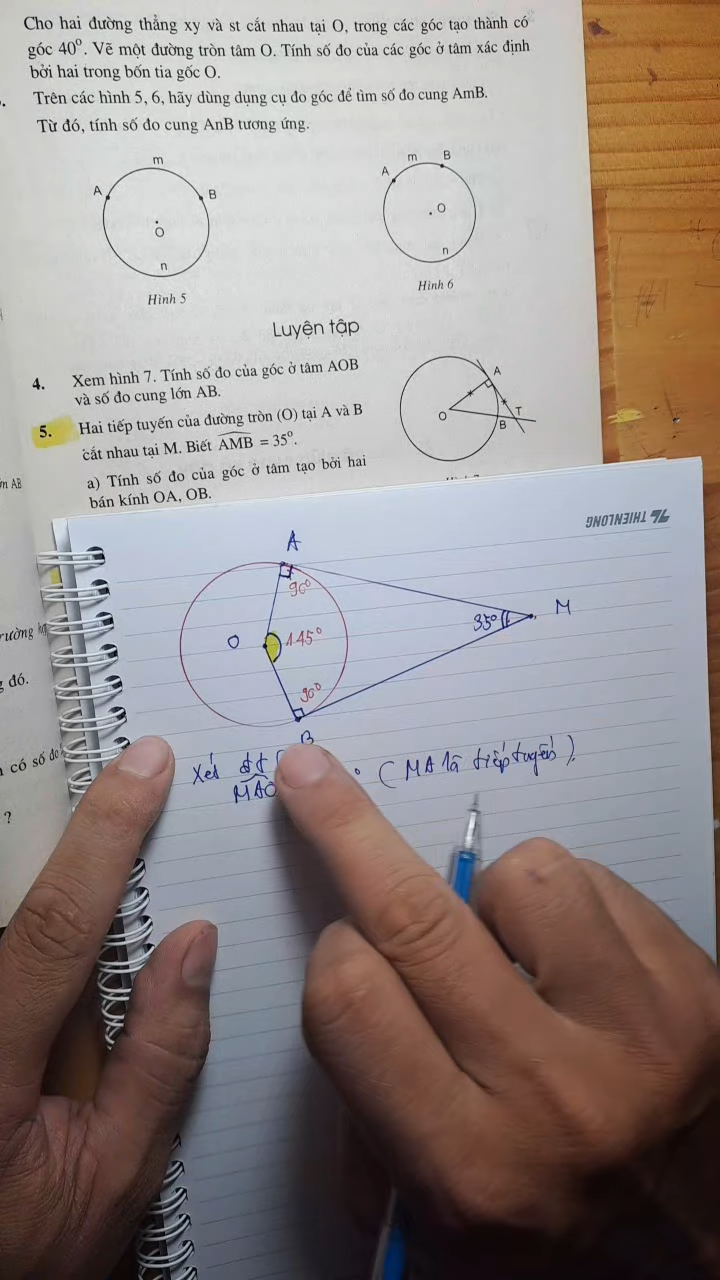 Cho hai đường thẳng xy và st cắt nhau tại O, trong các góc tạo thành có
góc 40°. Vẽ một đường tròn tâm O. Tính số đo của các góc ở tâm xác định
bởi hai trong bốn tia gốc O.
Trên các hình 5, 6, hãy dùng dụng cụ đo góc để tìm số đo cung AmB.
Từ đó, tính số đo cung AnB tương ứng.
m
A
B
O
n
Hình 5
m
B
A
O
n
Hình 6
Luyện tập
4. Xem hình 7. Tính số đo của góc ở tâm AOB
và số đo cung lớn AB.
A
O
T
B
5. Hai tiếp tuyến của đường tròn (O) tại A và B
cắt nhau tại M. Biết AMB = 35°.
a) Tính số đo của góc ở tâm tạo bởi hai
bán kính OA, OB.
m AB
THIENLONG
A
90°
O
145°
35°
M
90°
B
Xét tg
MAO ° (MA là tiếp tuyến).
đó.
có số đo
?